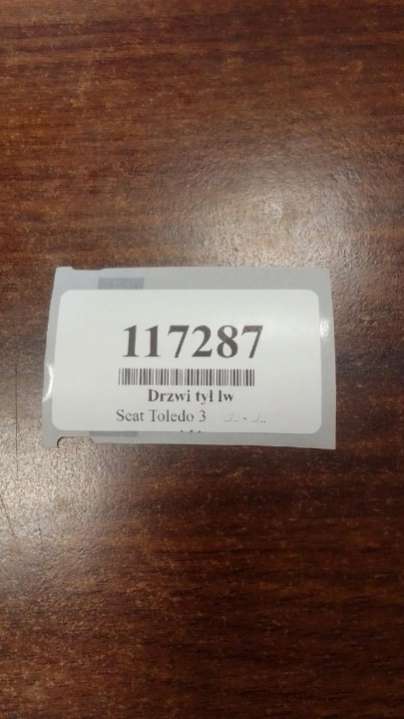 117287
Drzwi tył lw
Seat Toledo 3